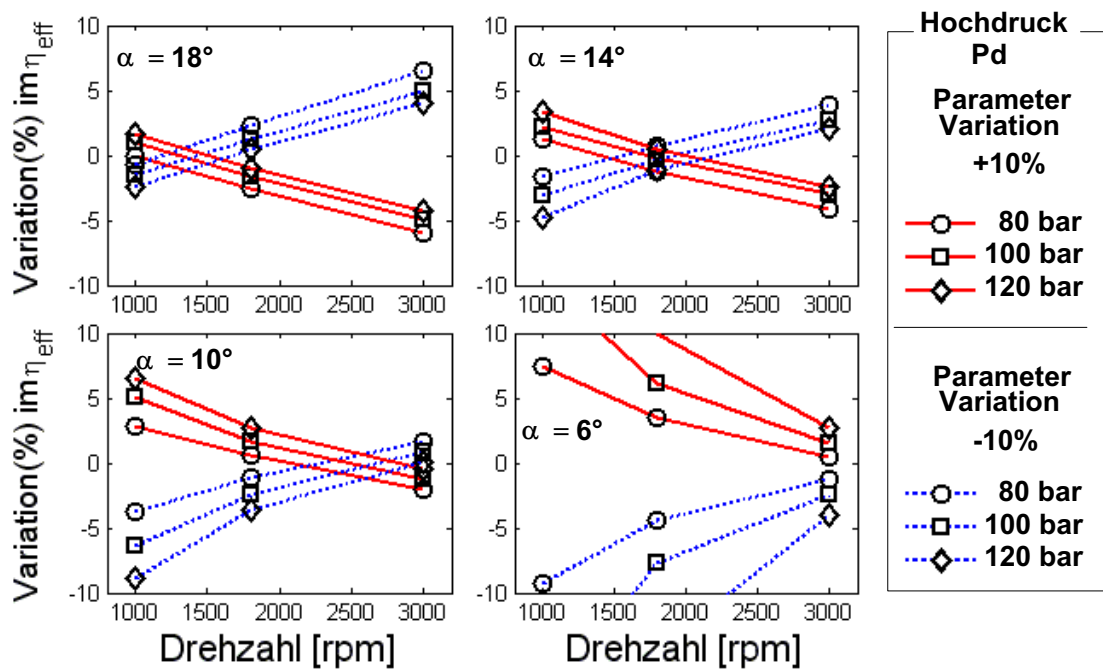 Variation(%) im η_eff
10
5
0
-5
-10
α = 18°
1000 1500 2000 2500 3000
10
5
0
-5
-10
α = 14°
1000 1500 2000 2500 3000
Variation(%) im η_eff
10
5
0
-5
-10
α = 10°
1000 1500 2000 2500 3000
Drehzahl [rpm]
10
5
0
-5
-10
α = 6°
1000 1500 2000 2500 3000
Drehzahl [rpm]
Hochdruck
Pd
Parameter
Variation
+10%
80 bar
100 bar
120 bar
Parameter
Variation
-10%
80 bar
100 bar
120 bar